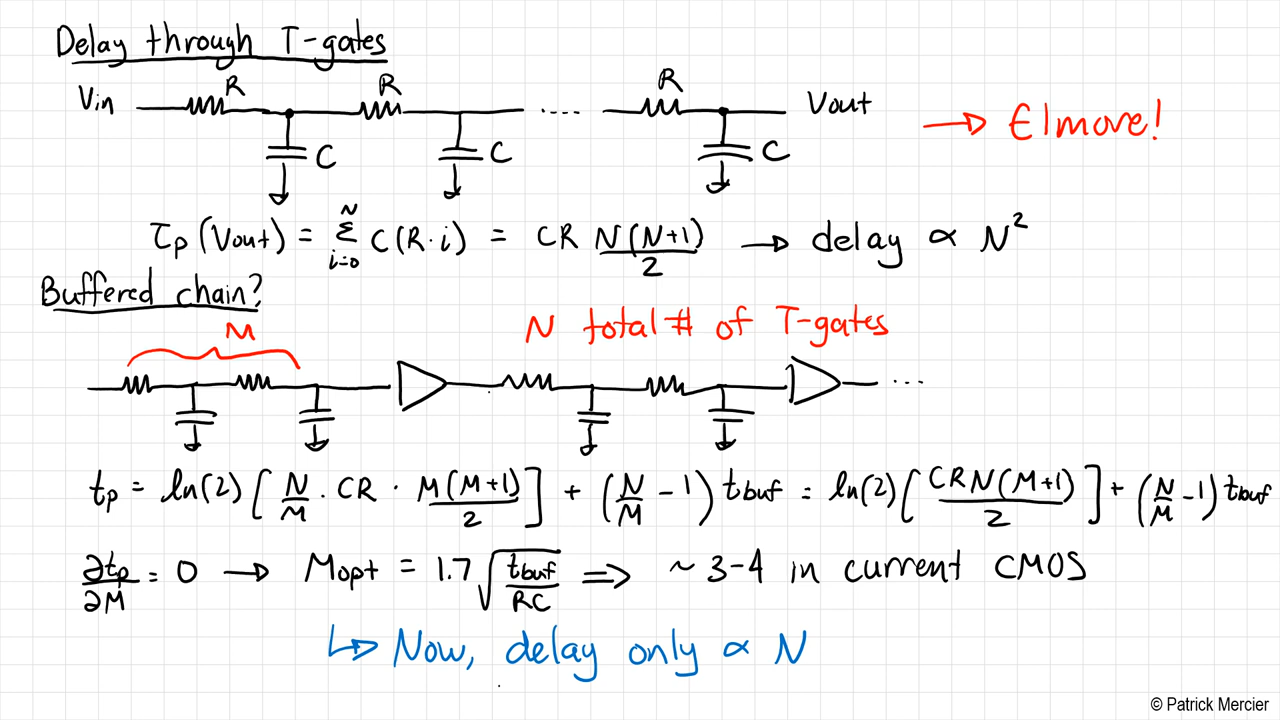 Delay through T-gates
Vin R R R Vout
→ Elmore!
C C C
τp (Vout) = Σ_{i=0}^{N} C(R·i) = CR N(N+1)/2 → delay ∝ N²
Buffered chain?
M
N total # of T-gates
...
tp = ln(2) [N/M · CR · M(M+1)/2] + (N/M - 1) tbuf = ln(2) [CRN(M+1)/2] + (N/M - 1) tbuf
∂tp/∂M = 0 → Mopt = 1.7 √(tbuf/RC) ⇒ ~ 3-4 in current CMOS
↳ Now, delay only ∝ N
© Patrick Mercier